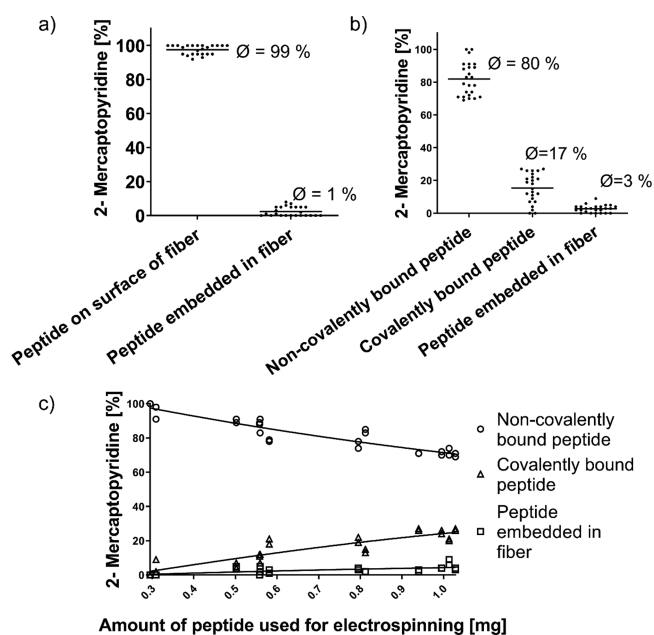 a)
2- Mercaptopyridine [%]
100
80
60
40
20
0
Ø = 99 %
Ø = 1 %
Peptide on surface of fiber
Peptide embedded in fiber
b)
2- Mercaptopyridine [%]
100
80
60
40
20
0
Ø = 80 %
Ø=17 %
Ø=3 %
Non-covalently bound peptide
Covalently bound peptide
Peptide embedded in fiber
c)
2- Mercaptopyridine [%]
100
80
60
40
20
0
0.3
0.4
0.5
0.6
0.7
0.8
0.9
1.0
Amount of peptide used for electrospinning [mg]
Non-covalently
bound peptide
Covalently bound
peptide
Peptide
embedded in
fiber